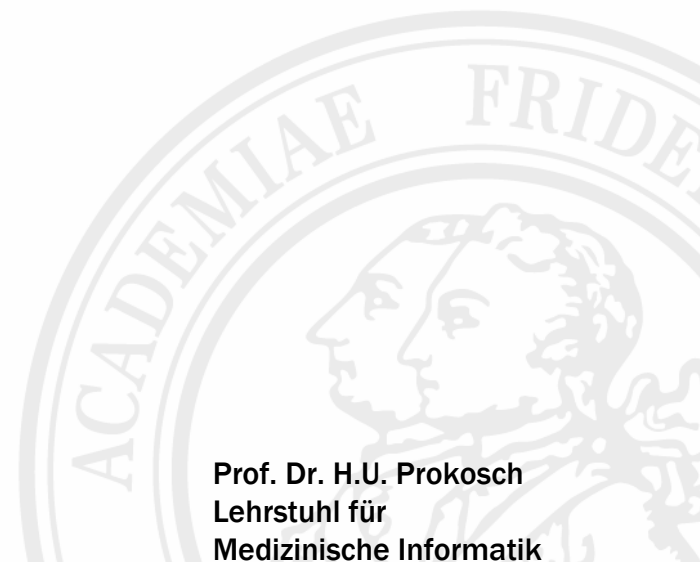 ACADEMIAE FRIDE
Prof. Dr. H.U. Prokosch
Lehrstuhl für
Medizinische Informatik